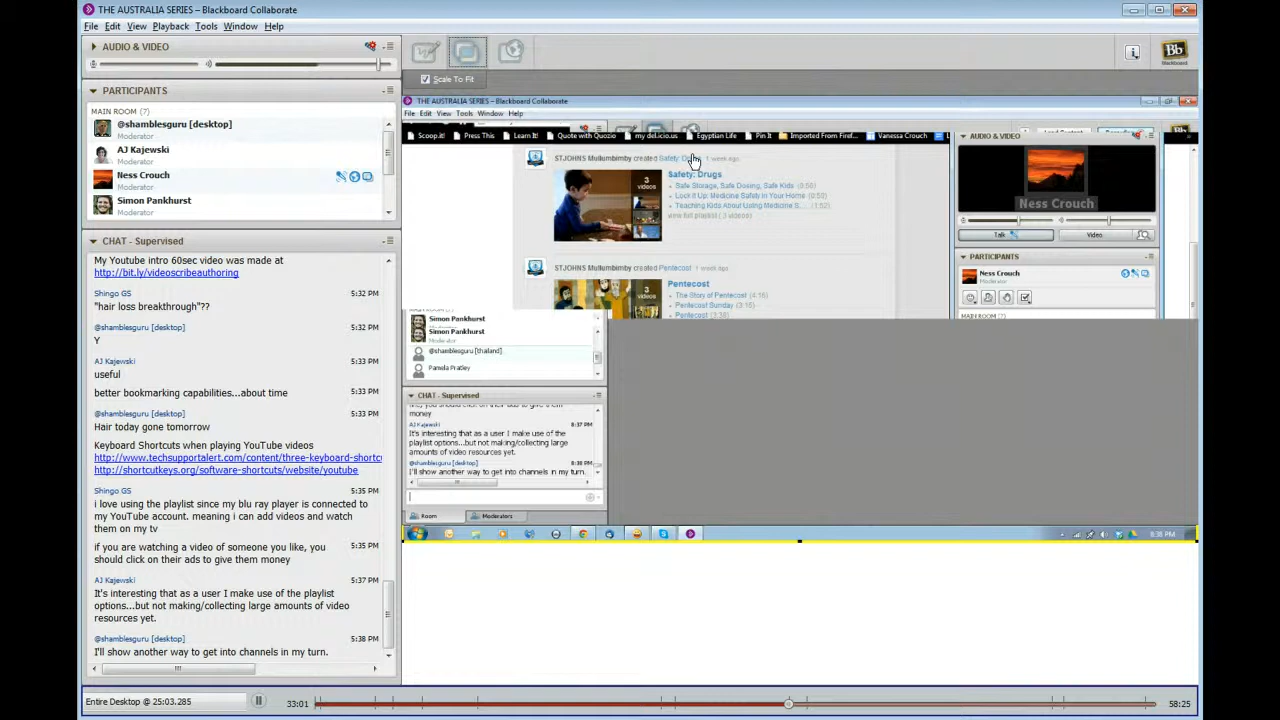 THE AUSTRALIA SERIES – Blackboard Collaborate
File Edit View Playback Tools Window Help
AUDIO & VIDEO
PARTICIPANTS
MAIN ROOM (7)
@shamblesguru [desktop]
Moderator
AJ Kajewski
Moderator
Ness Crouch
Moderator
Simon Pankhurst
Moderator
CHAT - Supervised
My Youtube intro 60sec video was made at
http://bit.ly/videoscribeauthoring
Shingo GS 5:32 PM
"hair loss breakthrough"??
@shamblesguru [desktop] 5:32 PM
Y
AJ Kajewski 5:33 PM
useful
better bookmarking capabilities...about time
@shamblesguru [desktop] 5:33 PM
Hair today gone tomorrow
Keyboard Shortcuts when playing YouTube videos
http://www.techsupportalert.com/content/three-keyboard-shortc
http://shortcutkeys.org/software-shortcuts/website/youtube
Shingo GS 5:35 PM
i love using the playlist since my blu ray player is connected to
my YouTube account. meaning i can add videos and watch
them on my tv
if you are watching a video of someone you like, you 5:35 PM
should click on their ads to give them money
AJ Kajewski 5:37 PM
It's interesting that as a user I make use of the playlist
options...but not making/collecting large amounts of video
resources yet.
@shamblesguru [desktop] 5:38 PM
I'll show another way to get into channels in my turn.
Scale To Fit
Bb
Blackboard
THE AUSTRALIA SERIES – Blackboard Collaborate
File Edit View Tools Window Help
Scoop.it! Press This Learn It! Quote with Quozio my del.icio.us Egyptian Life Pin It Imported From Firef... Vanessa Crouch
STJOHNS Mullumbimby created 1 week ago
Safety: Drugs
3 videos
Safe Storage, Safe Dosing, Safe Kids
Lock It Up: Medicine Safety in Your Home
Teaching Kids About Using Medicine S... (1:52)
view full playlist (3 videos)
STJOHNS Mullumbimby created Pentecost 1 week ago
Pentecost
3 videos
The Story of Pentecost (4:16)
Pentecost Sunday (3:15)
Pentecost
AUDIO & VIDEO
Ness Crouch
Talk Video
PARTICIPANTS
Ness Crouch
MAIN ROOM (7)
Simon Pankhurst
Simon Pankhurst
Moderator
@shamblesguru [thailand]
Pamela Pratley
CHAT - Supervised
money
AJ Kajewski 8:37 PM
It's interesting that as a user I make use of the
playlist options...but not making/collecting large
amounts of video resources yet.
@shamblesguru [desktop] 8:38 PM
I'll show another way to get into channels in my turn.
Room Moderators
8:38 PM
Entire Desktop @ 25:03.285
33:01
58:25